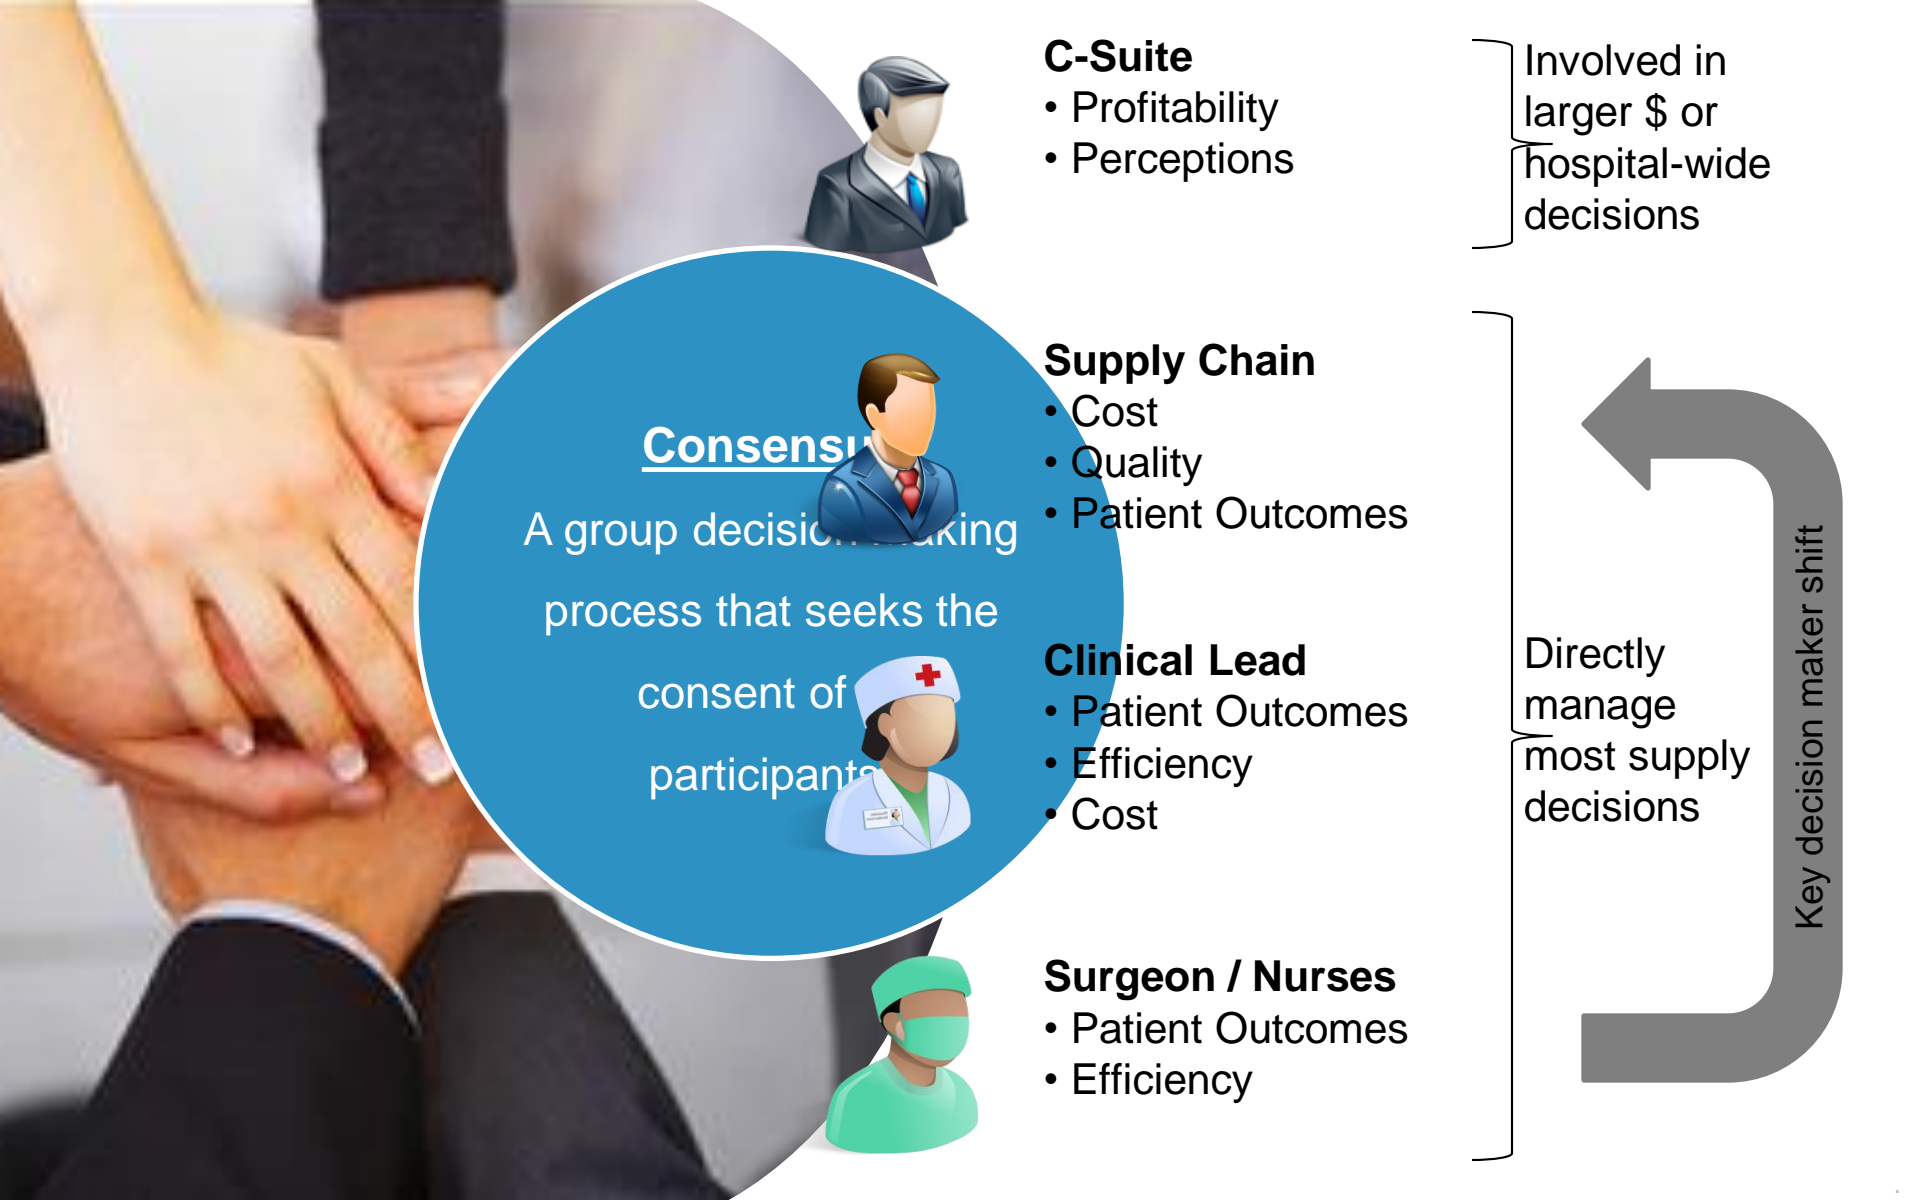 C-Suite
• Profitability
• Perceptions
Involved in
larger $ or
hospital-wide
decisions
Consensu
A group decision king
process that seeks the
consent of
participants
Supply Chain
• Cost
• Quality
• Patient Outcomes
Clinical Lead
• Patient Outcomes
• Efficiency
• Cost
Surgeon / Nurses
• Patient Outcomes
• Efficiency
Directly
manage
most supply
decisions
Key decision maker shift